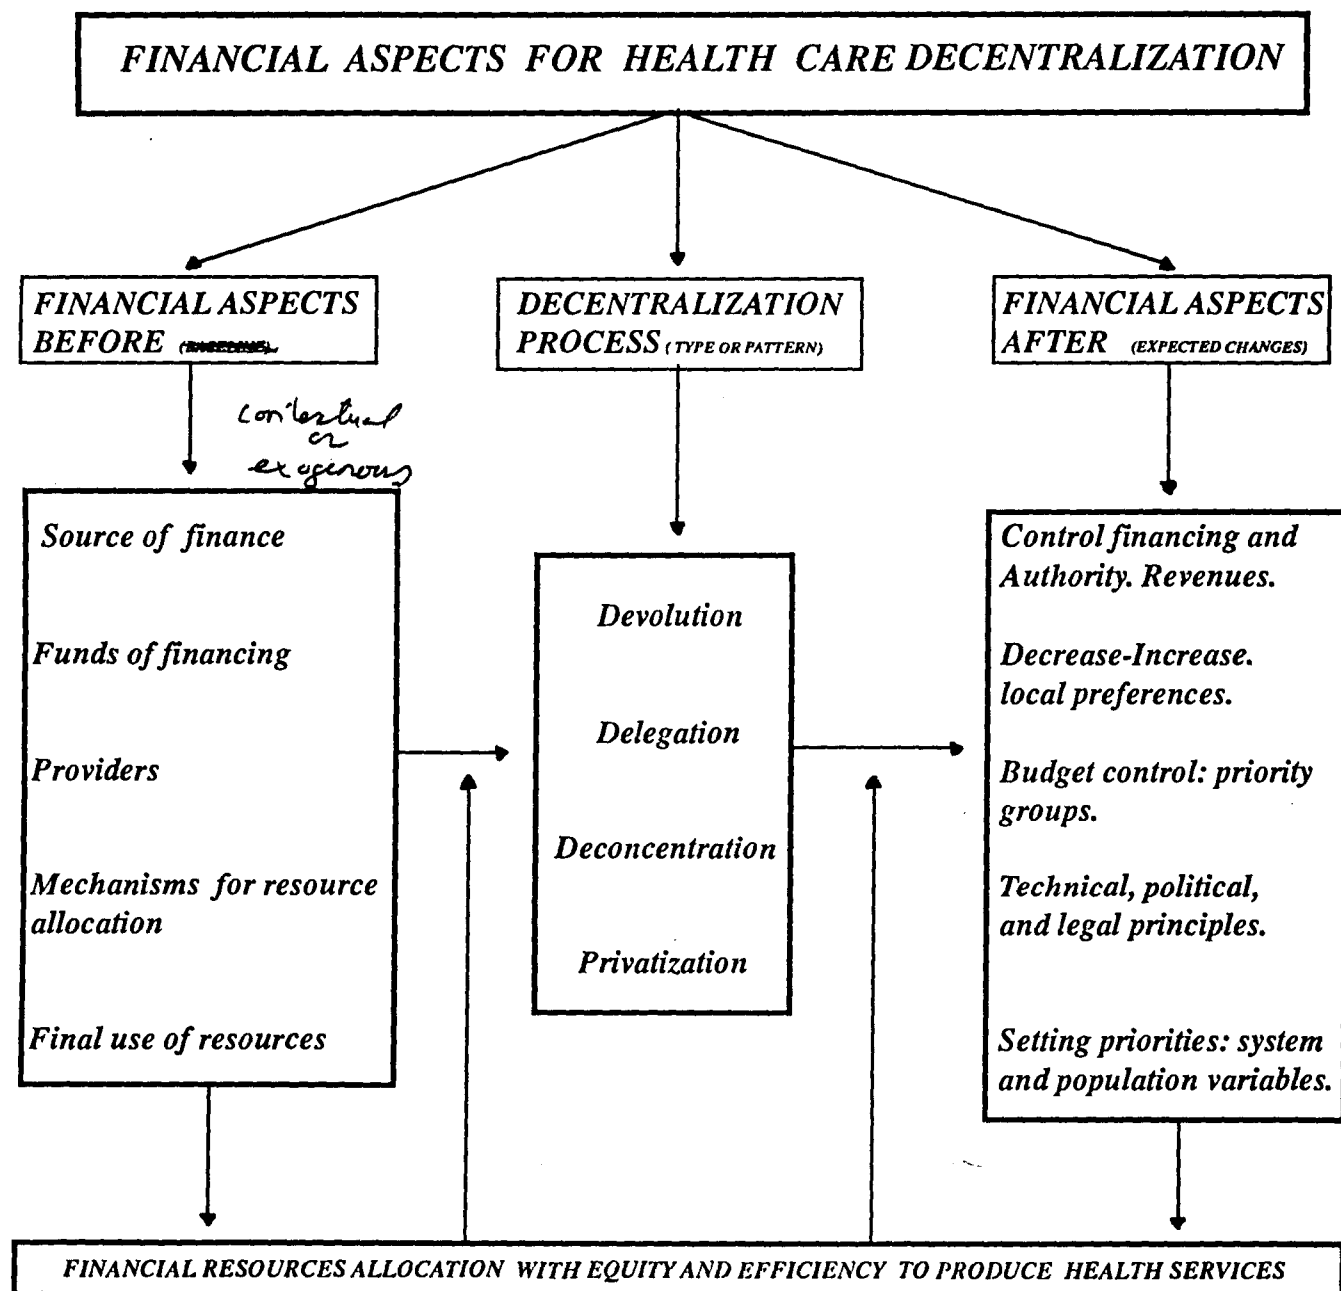 FINANCIAL ASPECTS FOR HEALTH CARE DECENTRALIZATION
FINANCIAL ASPECTS
BEFORE
DECENTRALIZATION
PROCESS (TYPE OR PATTERN)
FINANCIAL ASPECTS
AFTER (EXPECTED CHANGES)
contextual
or
exogenous
Source of finance
Funds of financing
Providers
Mechanisms for resource
allocation
Final use of resources
Devolution
Delegation
Deconcentration
Privatization
Control financing and
Authority. Revenues.
Decrease-Increase.
local preferences.
Budget control: priority
groups.
Technical, political,
and legal principles.
Setting priorities: system
and population variables.
FINANCIAL RESOURCES ALLOCATION WITH EQUITY AND EFFICIENCY TO PRODUCE HEALTH SERVICES